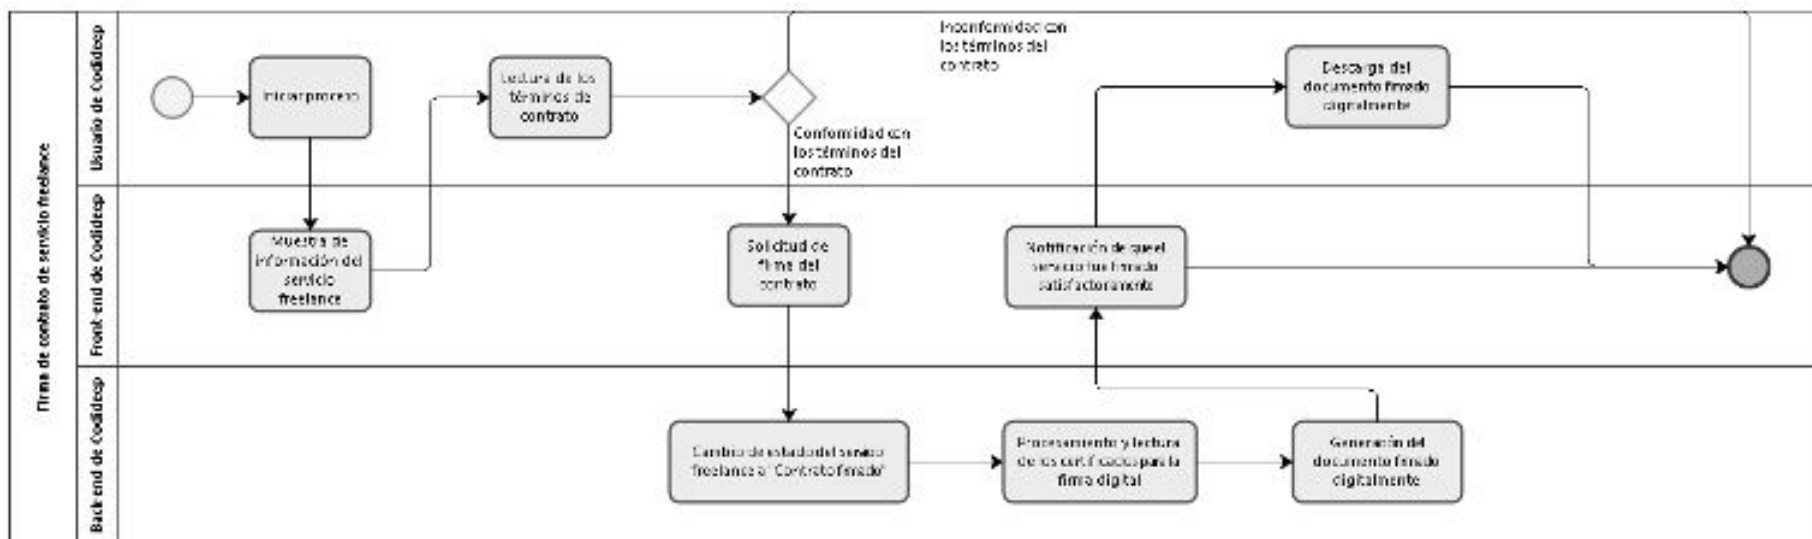 Firma de contrato de servicio freelance
Usuario de Codideep
Iniciar proceso
Lectura de los
términos de
contrato
Inconformidad con
los términos del
contrato
Conformidad con
los términos del
contrato
Descarga del
documento firmado
digitalmente
Front-end de Codideep
Muestra de
información del
servicio
freelance
Solicitud de
firma del
contrato
Notificación de que el
servicio fue firmado
satisfactoriamente
Back-end de Codideep
Cambio de estado del servicio
freelance a "Contrato firmado"
Procesamiento y lectura
de los certificados para la
firma digital
Generación del
documento firmado
digitalmente